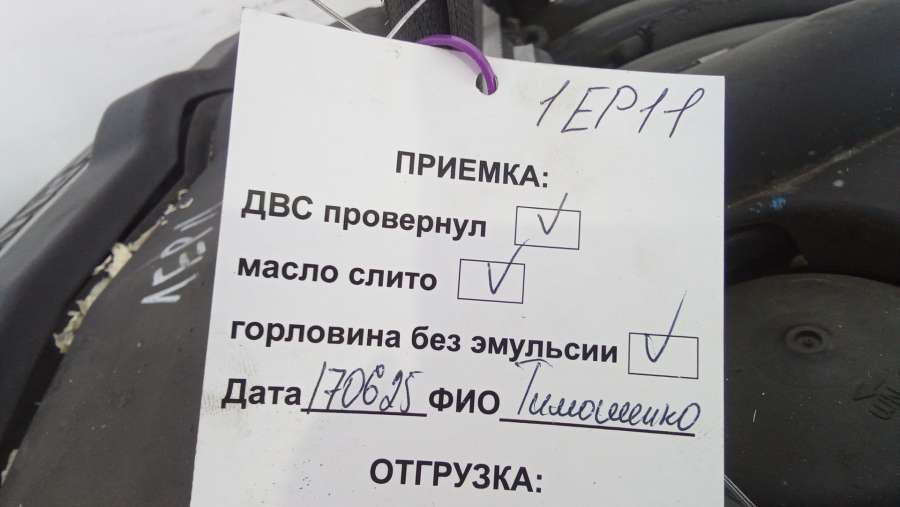 1EP11
ПРИЕМКА:
ДВС провернул
масло слито
горловина без эмульсии
Дата 170625 ФИО Тимошенко
ОТГРУЗКА: